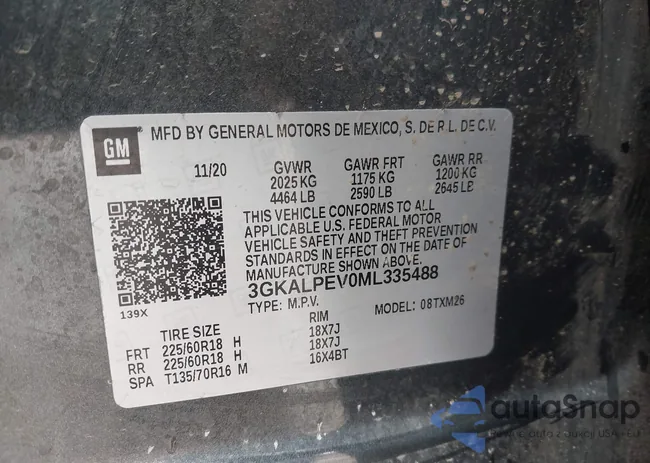 GM
MFD BY GENERAL MOTORS DE MEXICO, S. DE R.L. DE C.V.
11/20 GVWR GAWR FRT GAWR RR
2025 KG 1175 KG 1200 KG
4464 LB 2590 LB 2645 LB
THIS VEHICLE CONFORMS TO ALL
APPLICABLE U.S. FEDERAL MOTOR
VEHICLE SAFETY AND THEFT PREVENTION
STANDARDS IN EFFECT ON THE DATE OF
MANUFACTURE SHOWN ABOVE.
3GKALPEV0ML335488
139X
TYPE: M.P.V. MODEL: 08TXM26
TIRE SIZE RIM
FRT 225/60R18 H 18X7J
RR 225/60R18 H 18X7J
SPA T135/70R16 M 16X4BT
autoSnap